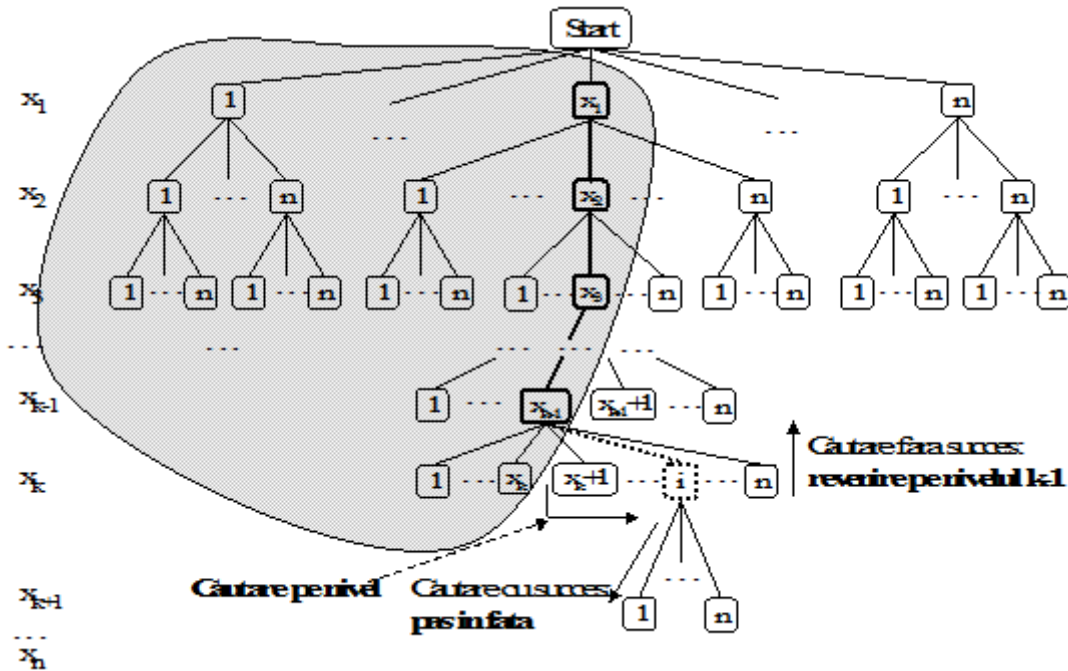 Start
x₁ 1 x₁ n
... ...
x₂ 1 ... n 1 ... x₂ ... n 1 ... n
x₃ 1 ... n 1 ... n 1 ... n 1 ... x₃ ... n 1 ... n 1 ... n 1 ... n
... ... ... ... ...
xₖ₋₁ 1 ... xₖ₋₁ xₖ₋₁+1 ... n
Cautare fara succes:
xₖ 1 ... xₖ xₖ+1 ... i ... n revenire pe nivelul k-1
Cautare pe nivel Cautare cu succes: ...
xₖ₊₁ pas in fata 1 n
...
xₙ